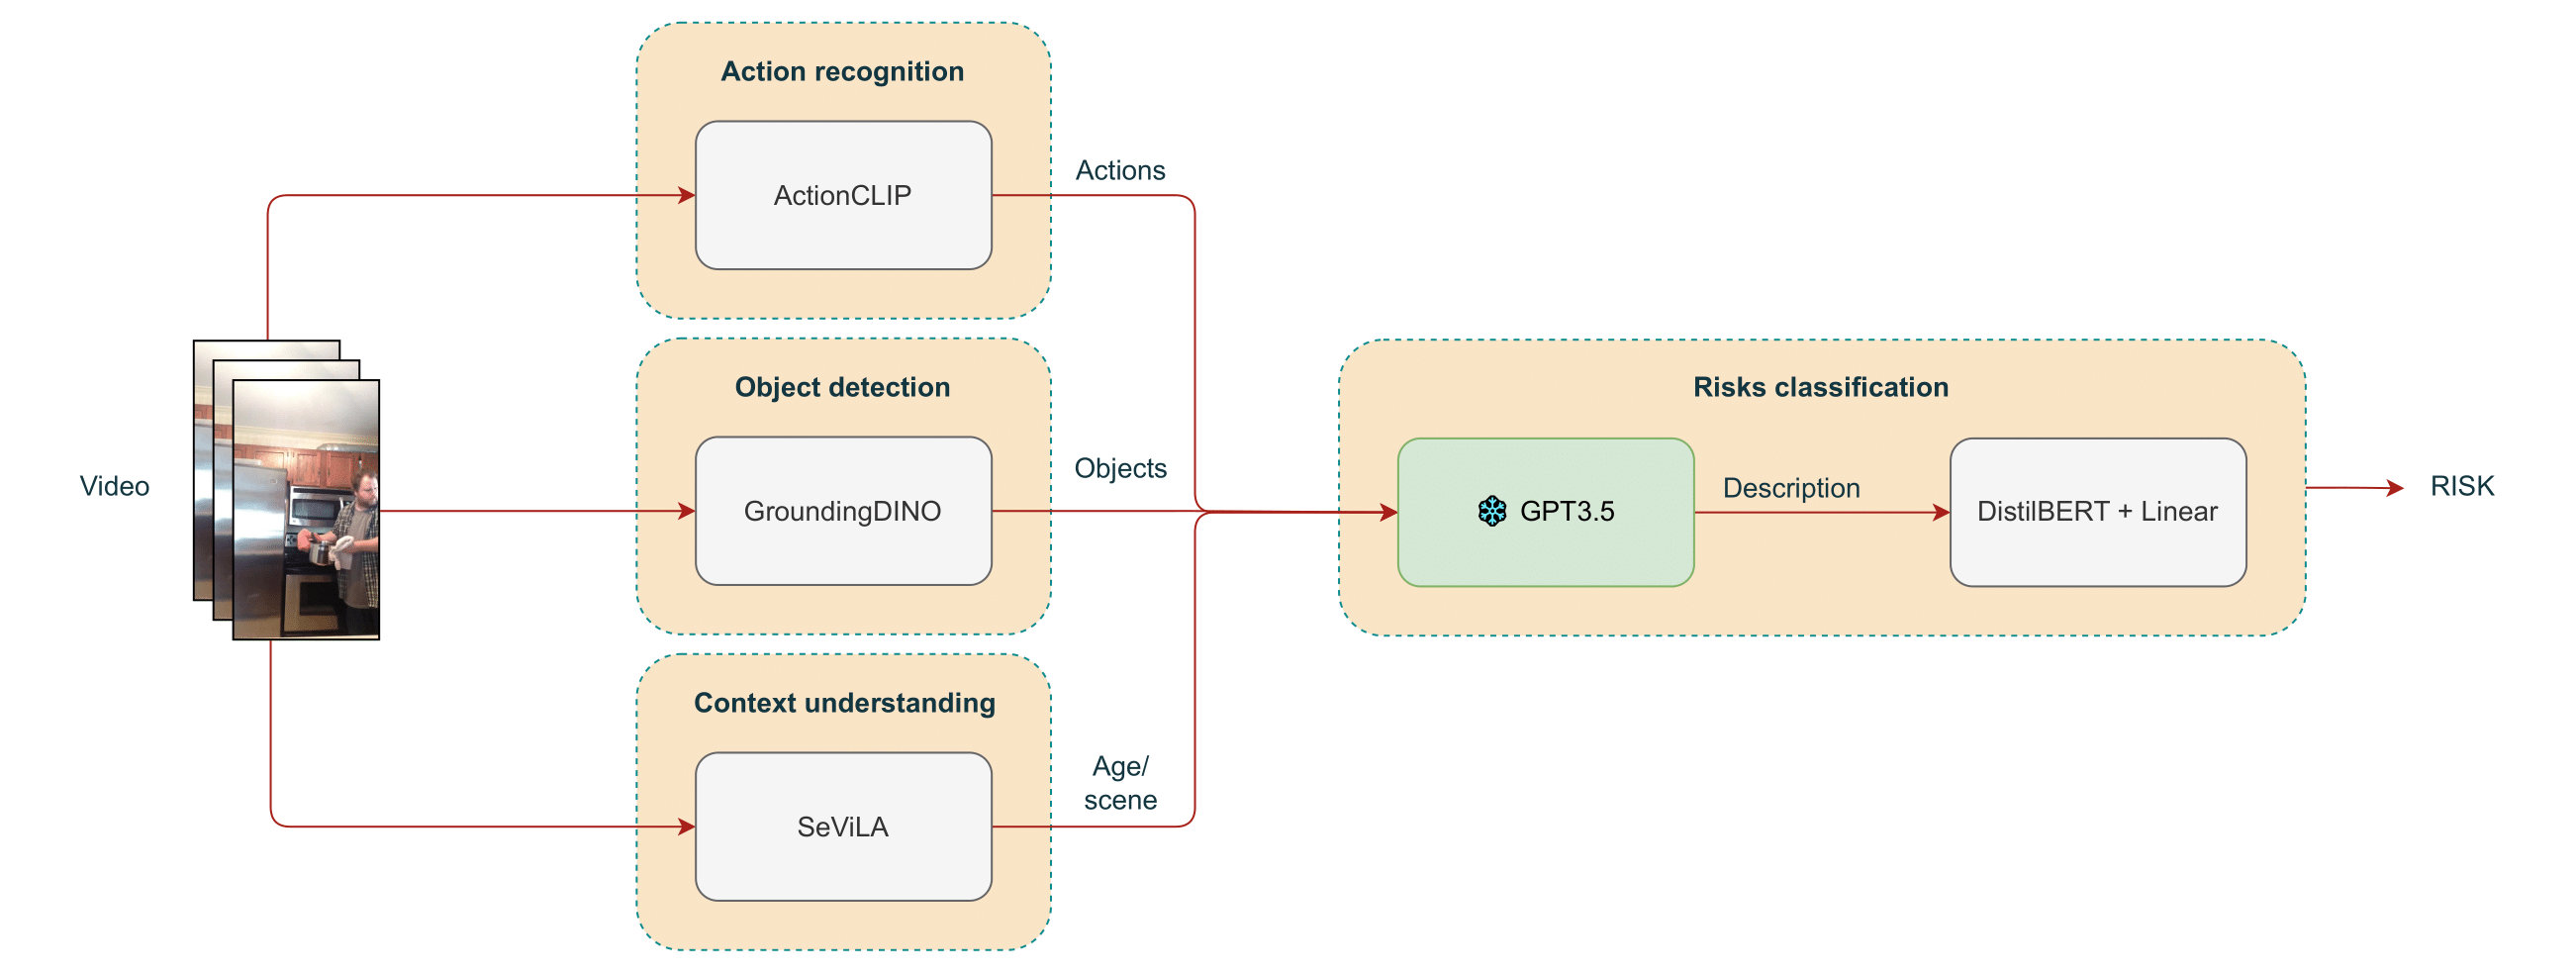 Action recognition
ActionCLIP
Actions
Object detection
GroundingDINO
Objects
Video
Context understanding
SeViLA
Age/
scene
Risks classification
GPT3.5
Description
DistilBERT + Linear
RISK